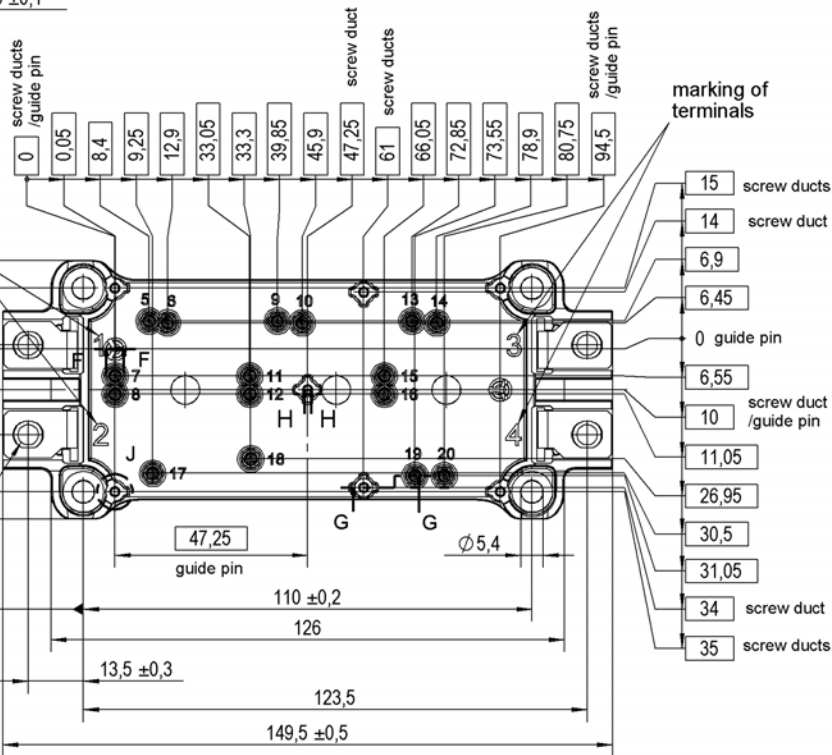 screw ducts
/guide pin
screw duct
screw ducts
screw ducts
/guide pin
0
0,05
8,4
9,25
12,9
33,05
33,3
39,85
45,9
47,25
61
66,05
72,85
73,55
78,9
80,75
94,5
marking of
terminals
15 screw ducts
14 screw duct
6,9
6,45
0 guide pin
6,55
10 screw duct
/guide pin
11,05
26,95
30,5
31,05
34 screw duct
35 screw ducts
5 6 9 10 13 14
1 3
F F
7 11 15
8 12 16
H H
2 4
J
17 18 19 20
G G
47,25
guide pin
Ø5,4
110 ±0,2
126
13,5 ±0,3
123,5
149,5 ±0,5